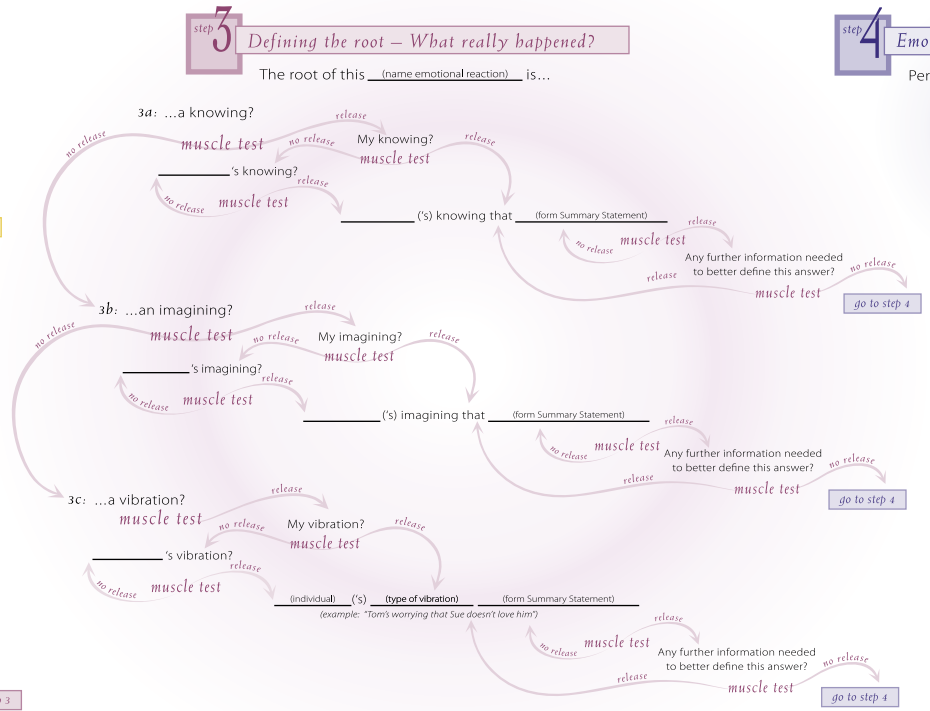 step 3 Defining the root – What really happened?
The root of this (name emotional reaction) is...
3a: ...a knowing?
muscle test
release
no release
My knowing?
muscle test
no release
release
's knowing?
muscle test
no release
release
('s) knowing that (form Summary Statement)
muscle test
no release
release
Any further information needed
to better define this answer?
muscle test
release
no release
go to step 4
3b: ...an imagining?
muscle test
release
no release
My imagining?
muscle test
no release
release
's imagining?
muscle test
no release
release
('s) imagining that (form Summary Statement)
muscle test
no release
release
Any further information needed
to better define this answer?
muscle test
release
no release
go to step 4
3c: ...a vibration?
muscle test
release
My vibration?
muscle test
no release
release
's vibration?
muscle test
no release
release
(individual) ('s) (type of vibration) (form Summary Statement)
(example: "Tom's worrying that Sue doesn't love him")
muscle test
no release
release
Any further information needed
to better define this answer?
muscle test
release
no release
go to step 4
step 4 Emo
Per
p 3